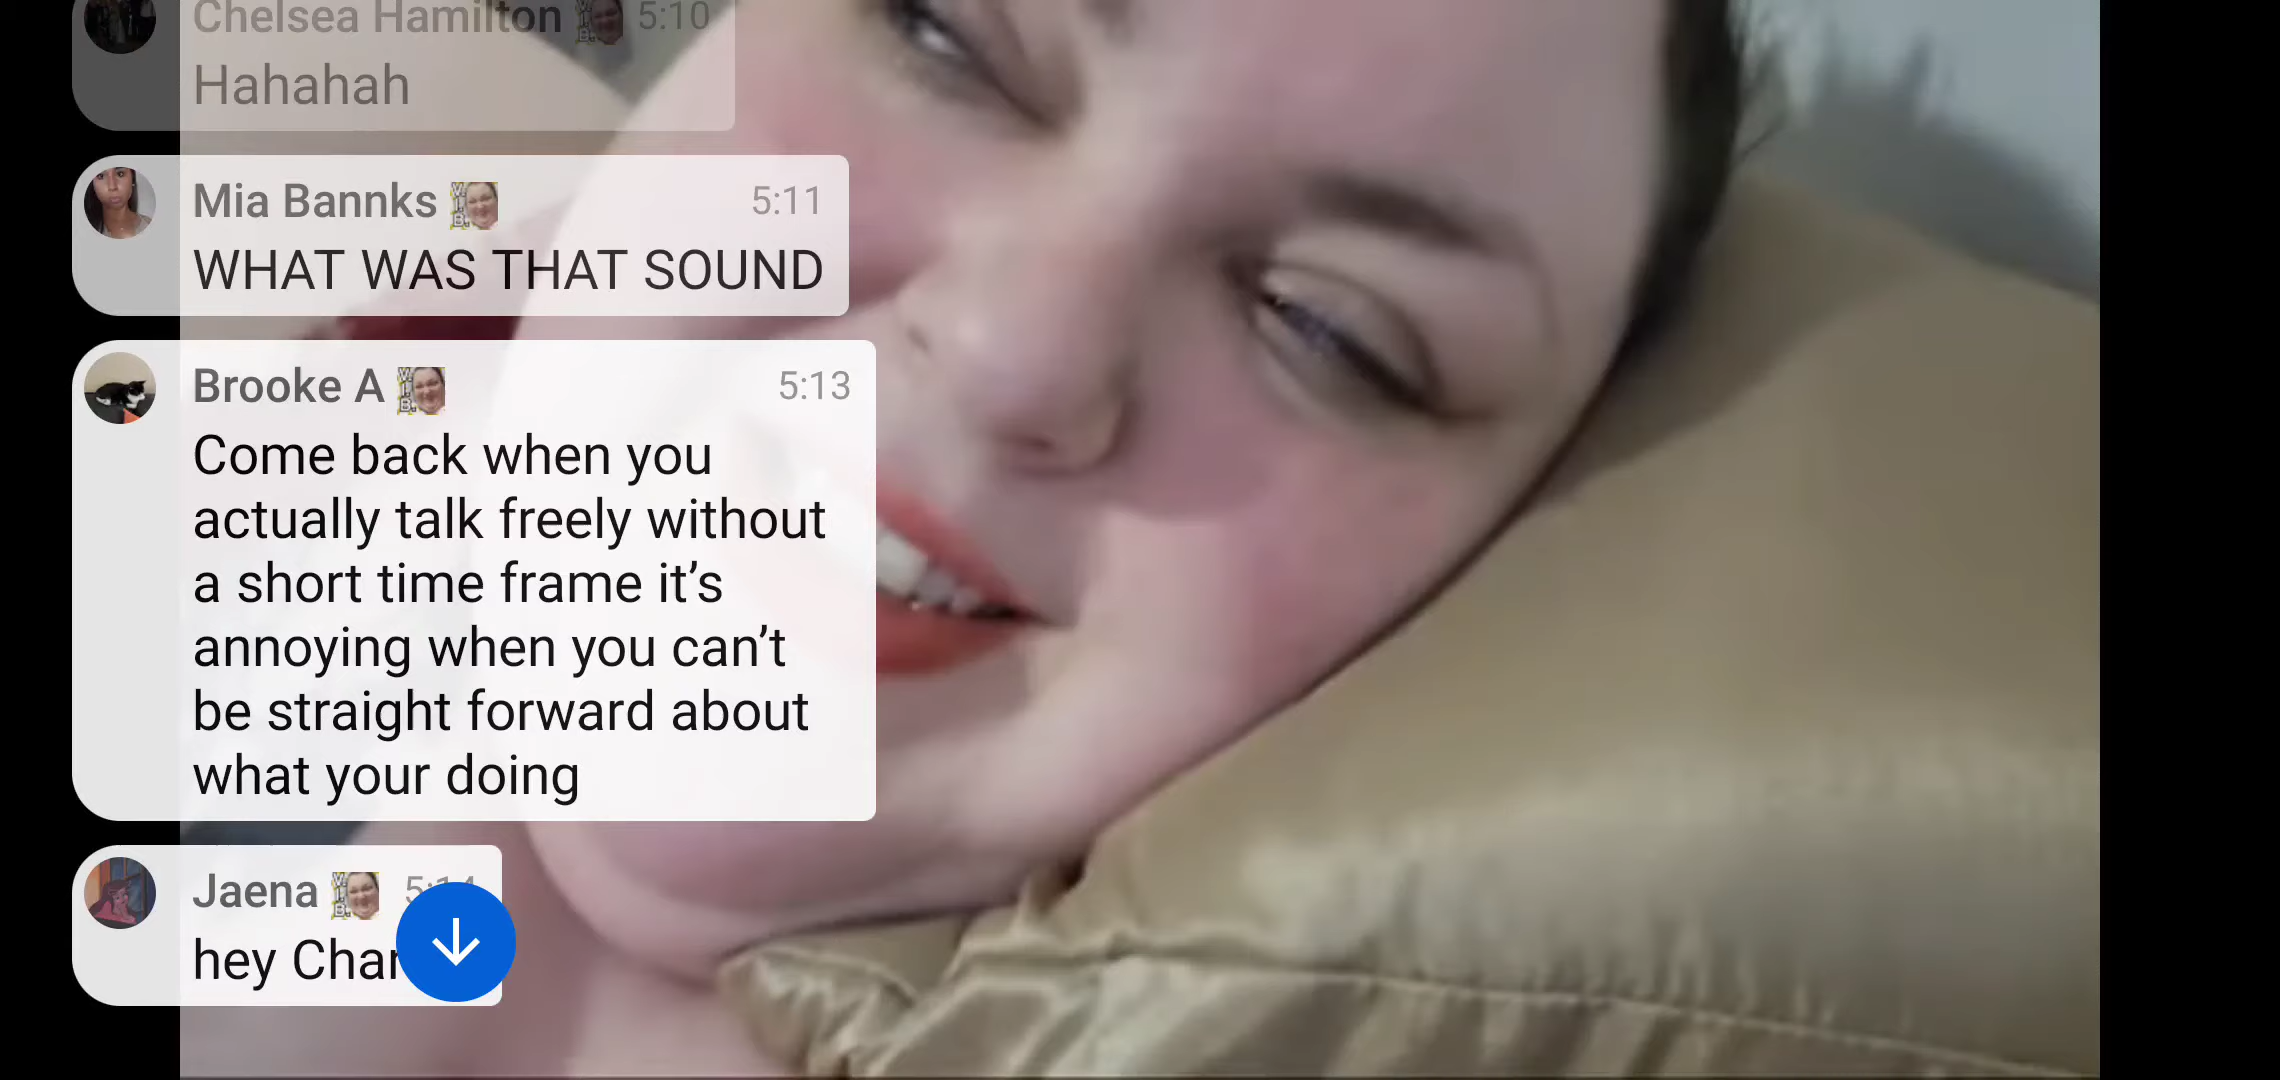 Chelsea Hamilton 5:10
Hahahah
Mia Bannks 5:11
WHAT WAS THAT SOUND
Brooke A 5:13
Come back when you
actually talk freely without
a short time frame it’s
annoying when you can’t
be straight forward about
what your doing
Jaena 5:14
hey